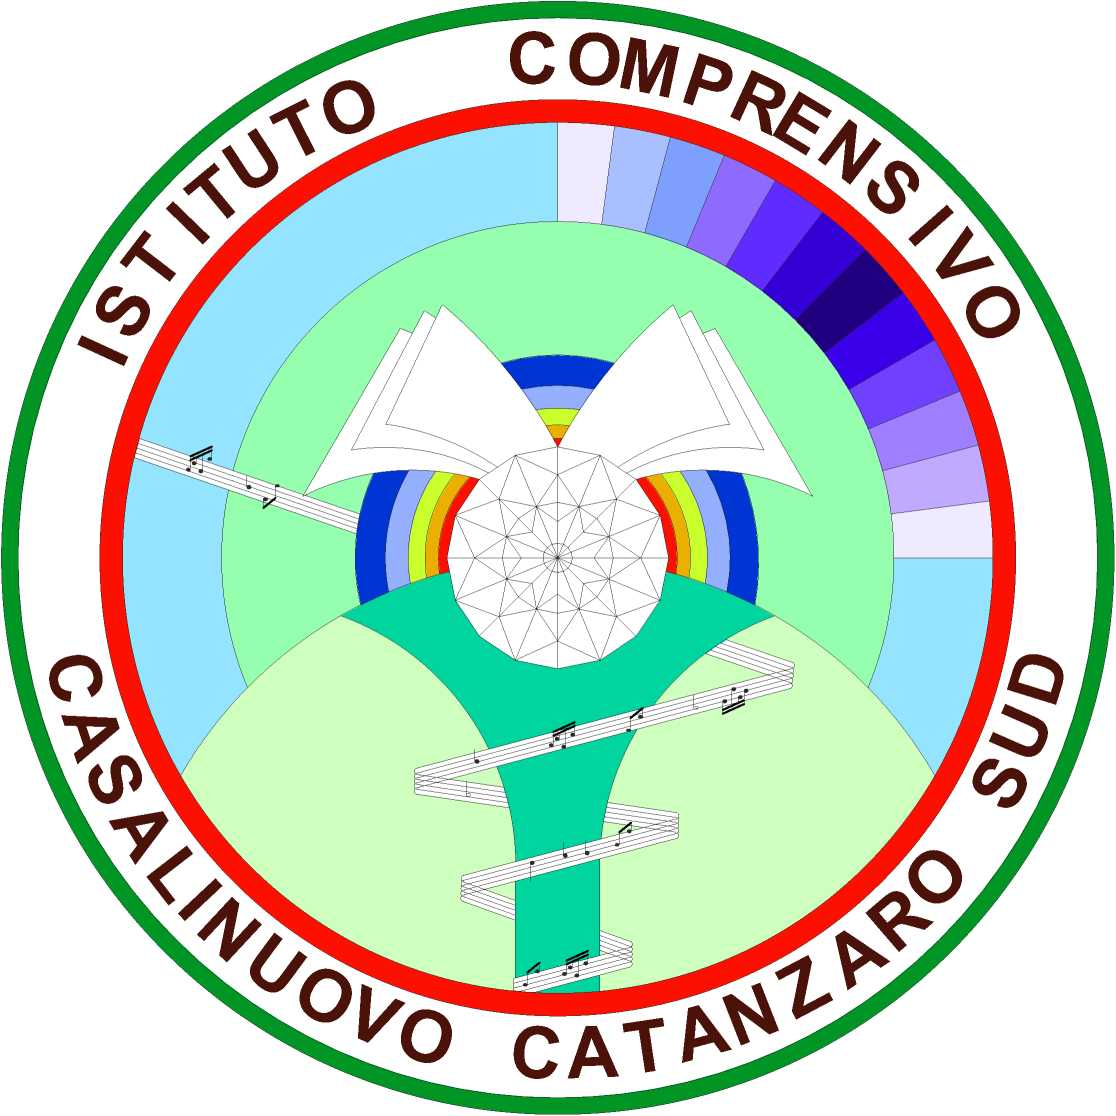 ISTITUTO COMPRENSIVO
CASALINUOVO CATANZARO SUD